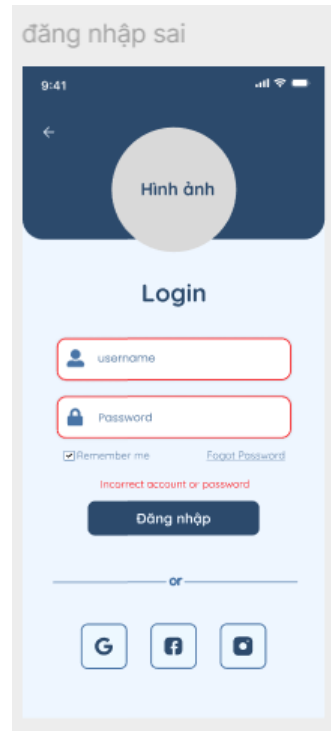 đăng nhập sai
9:41
Hình ảnh
Login
username
Password
Remember me Fogot Password
Incorrect account or password
Đăng nhập
or